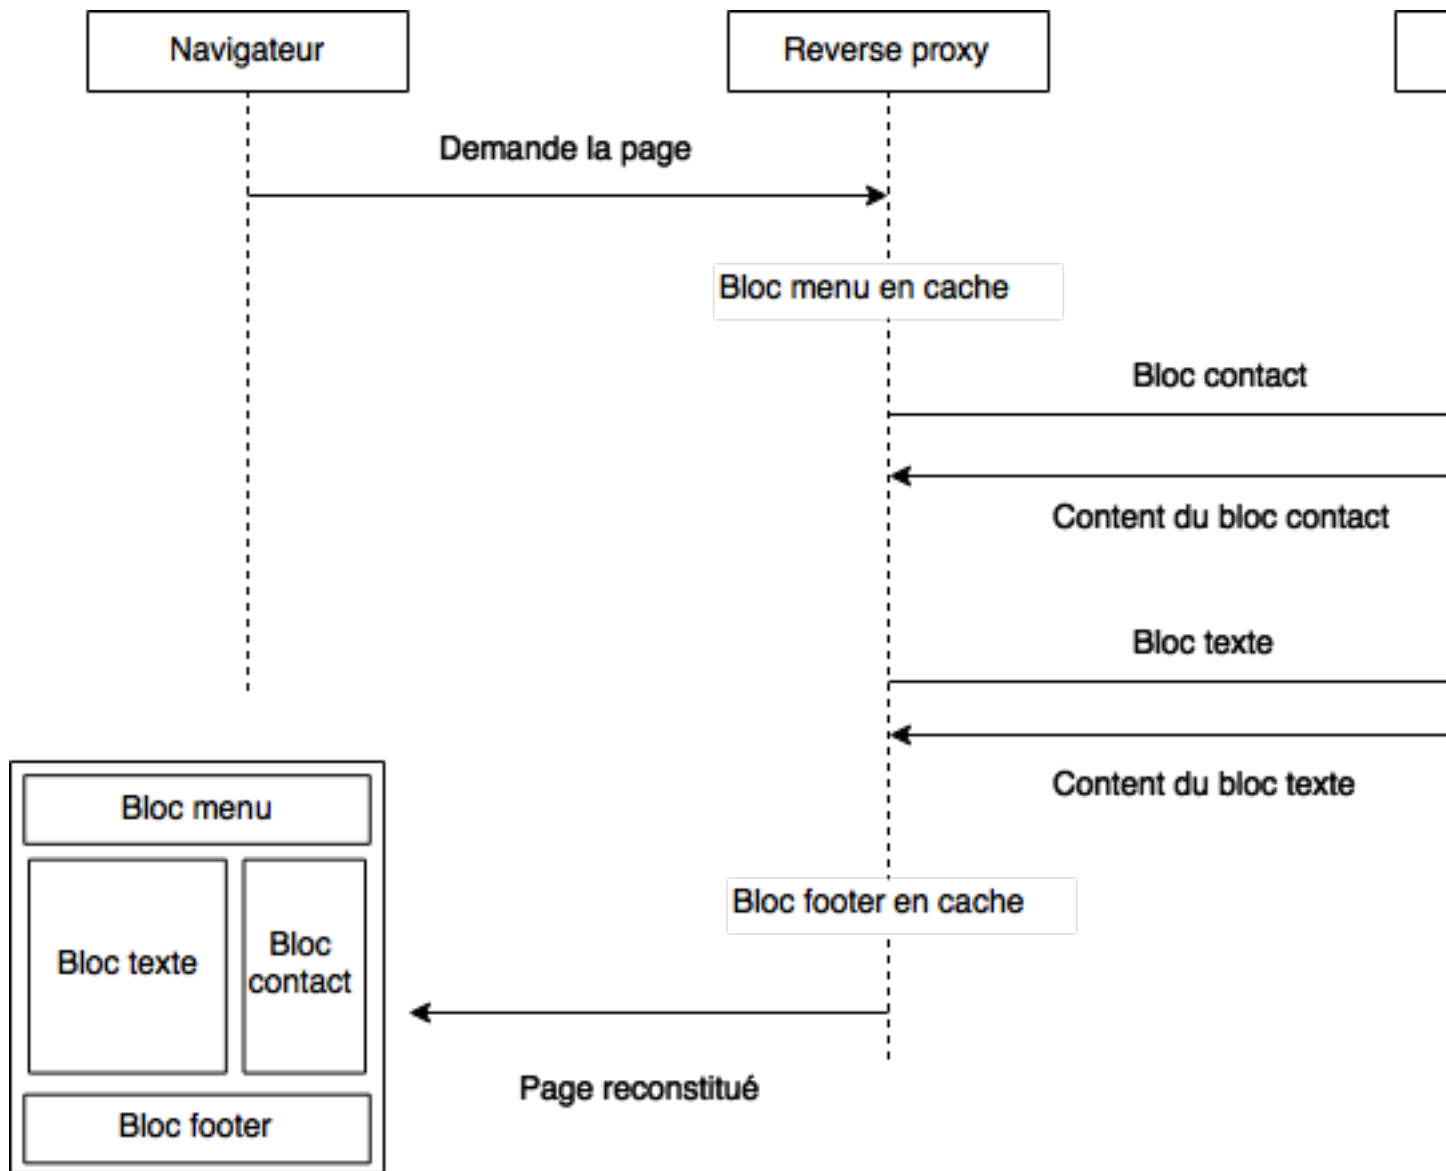 Navigateur
Reverse proxy
Demande la page
Bloc menu en cache
Bloc contact
Content du bloc contact
Bloc texte
Content du bloc texte
Bloc menu
Bloc texte
Bloc
contact
Bloc footer en cache
Page reconstitué
Bloc footer